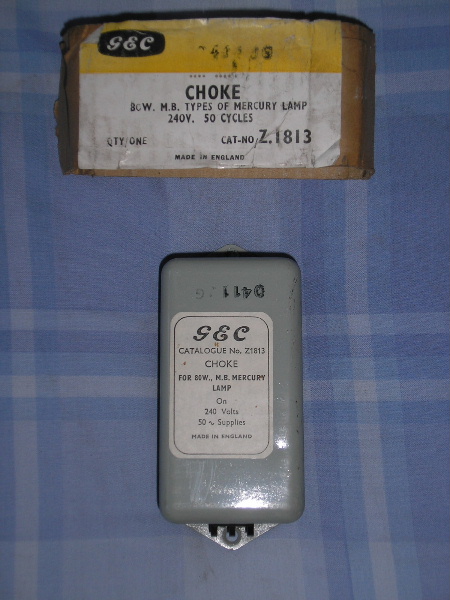 GEC
CHOKE
80W. M.B. TYPES OF MERCURY LAMP
240V. 50 CYCLES
QTY/ONE CAT-NO/Z.1813
MADE IN ENGLAND
GEC
CATALOGUE No. Z1813
CHOKE
FOR 80W., M.B. MERCURY
LAMP
On
240 Volts
50 ~ Supplies
MADE IN ENGLAND